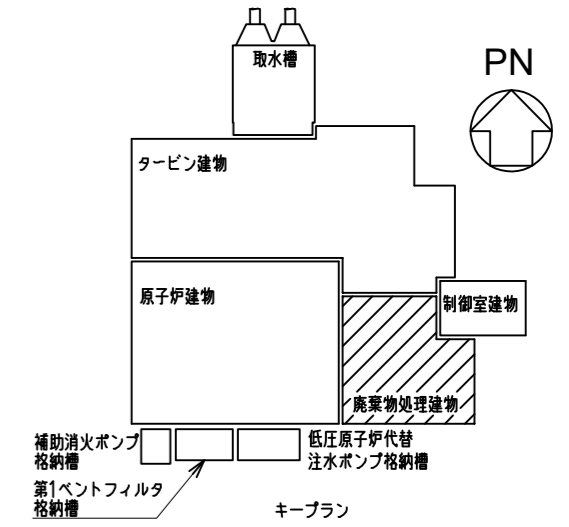 取水槽
PN
タービン建物
原子炉建物
制御室建物
廃棄物処理建物
補助消火ポンプ
格納槽
低圧原子炉代替
注水ポンプ格納槽
第1ベントフィルタ
格納槽
キープラン